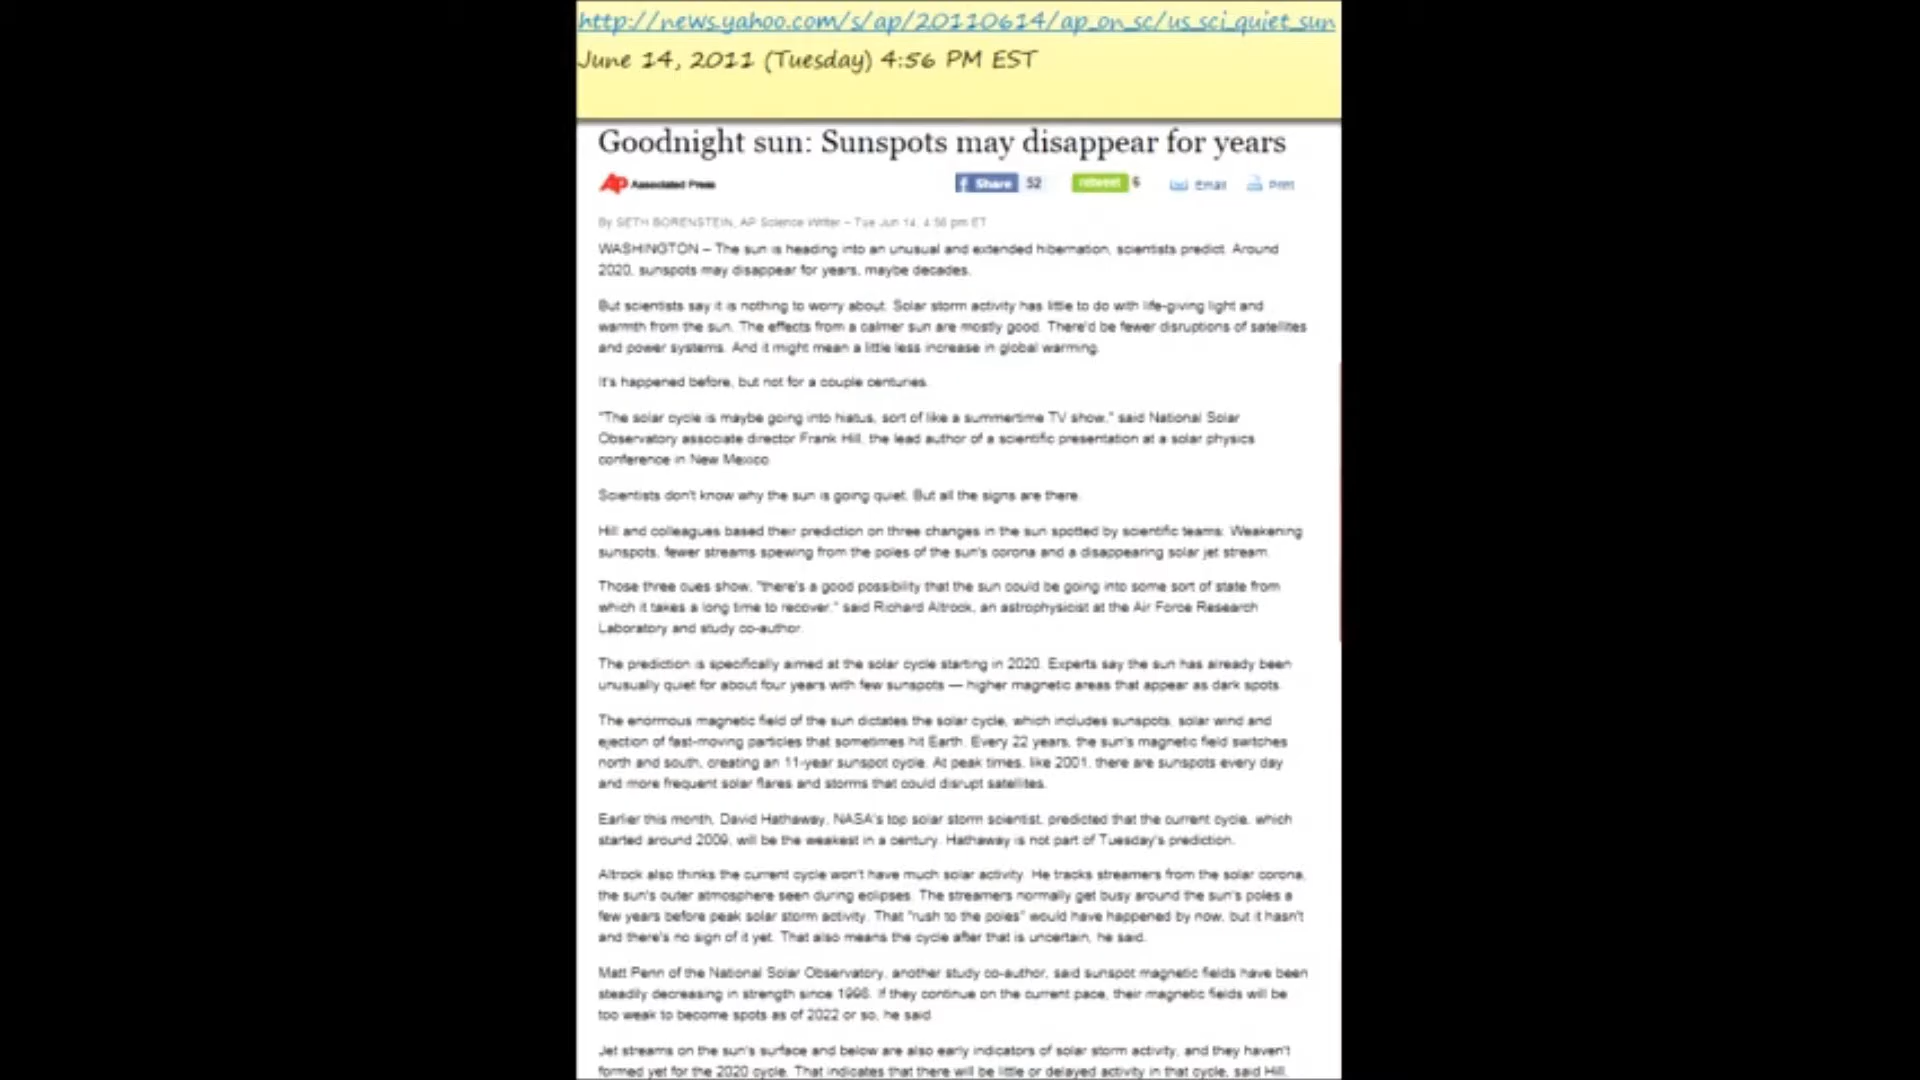 http://news.yahoo.com/s/ap/20110614/ap_on_sc/us_sci_quiet_sun
June 14, 2011 (Tuesday) 4:56 PM EST
Goodnight sun: Sunspots may disappear for years
AP Associated Press
Share 52 retweet 6 Email Print
By SETH BORENSTEIN, AP Science Writer – Tue Jun 14, 4:56 pm ET
WASHINGTON – The sun is heading into an unusual and extended hibernation, scientists predict. Around
2020, sunspots may disappear for years, maybe decades.
But scientists say it is nothing to worry about. Solar storm activity has little to do with life-giving light and
warmth from the sun. The effects from a calmer sun are mostly good. There'd be fewer disruptions of satellites
and power systems. And it might mean a little less increase in global warming.
It's happened before, but not for a couple centuries.
"The solar cycle is maybe going into hiatus, sort of like a summertime TV show," said National Solar
Observatory associate director Frank Hill, the lead author of a scientific presentation at a solar physics
conference in New Mexico.
Scientists don't know why the sun is going quiet. But all the signs are there.
Hill and colleagues based their prediction on three changes in the sun spotted by scientific teams: Weakening
sunspots, fewer streams spewing from the poles of the sun's corona and a disappearing solar jet stream.
Those three cues show, "there's a good possibility that the sun could be going into some sort of state from
which it takes a long time to recover," said Richard Altrock, an astrophysicist at the Air Force Research
Laboratory and study co-author.
The prediction is specifically aimed at the solar cycle starting in 2020. Experts say the sun has already been
unusually quiet for about four years with few sunspots — higher magnetic areas that appear as dark spots.
The enormous magnetic field of the sun dictates the solar cycle, which includes sunspots, solar wind and
ejection of fast-moving particles that sometimes hit Earth. Every 22 years, the sun's magnetic field switches
north and south, creating an 11-year sunspot cycle. At peak times, like 2001, there are sunspots every day
and more frequent solar flares and storms that could disrupt satellites.
Earlier this month, David Hathaway, NASA's top solar storm scientist, predicted that the current cycle, which
started around 2009, will be the weakest in a century. Hathaway is not part of Tuesday's prediction.
Altrock also thinks the current cycle won't have much solar activity. He tracks streamers from the solar corona,
the sun's outer atmosphere seen during eclipses. The streamers normally get busy around the sun's poles a
few years before peak solar storm activity. That "rush to the poles" would have happened by now, but it hasn't
and there's no sign of it yet. That also means the cycle after that is uncertain, he said.
Matt Penn of the National Solar Observatory, another study co-author, said sunspot magnetic fields have been
steadily decreasing in strength since 1998. If they continue on the current pace, their magnetic fields will be
too weak to become spots as of 2022 or so, he said.
Jet streams on the sun's surface and below are also early indicators of solar storm activity, and they haven't
formed yet for the 2020 cycle. That indicates that there will be little or delayed activity in that cycle, said Hill,